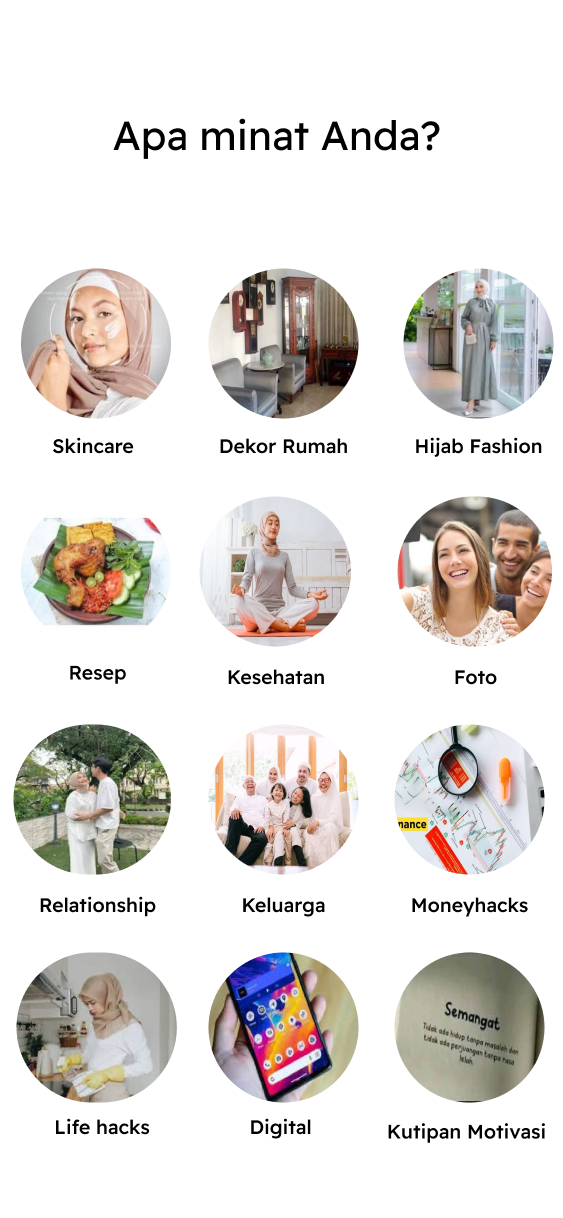 Apa minat Anda?
Skincare
Dekor Rumah
Hijab Fashion
Resep
Kesehatan
Foto
Relationship
Keluarga
nance
Moneyhacks
Semangat
Tidak ada hidup tanpa masalah dan
tidak ada perjuangan tanpa rasa
lelah.
Life hacks
Digital
Kutipan Motivasi